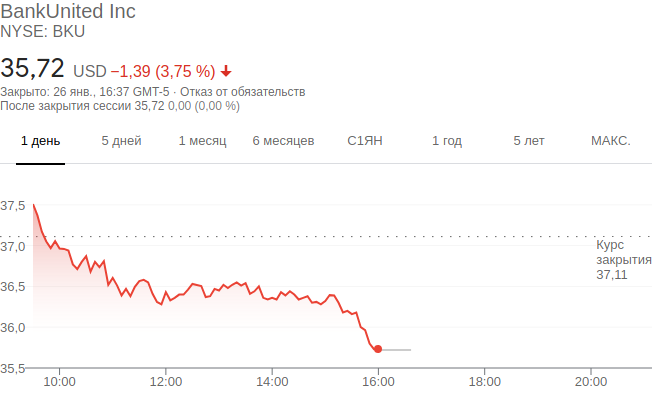 BankUnited Inc
NYSE: BKU
35,72 USD −1,39 (3,75 %)
Закрыто: 26 янв., 16:37 GMT-5 · Отказ от обязательств
После закрытия сессии 35,72 0,00 (0,00 %)
1 день 5 дней 1 месяц 6 месяцев С1ЯН 1 год 5 лет МАКС.
37,5
37,0
36,5
36,0
35,5
Курс
закрытия
37,11
10:00 12:00 14:00 16:00 18:00 20:00